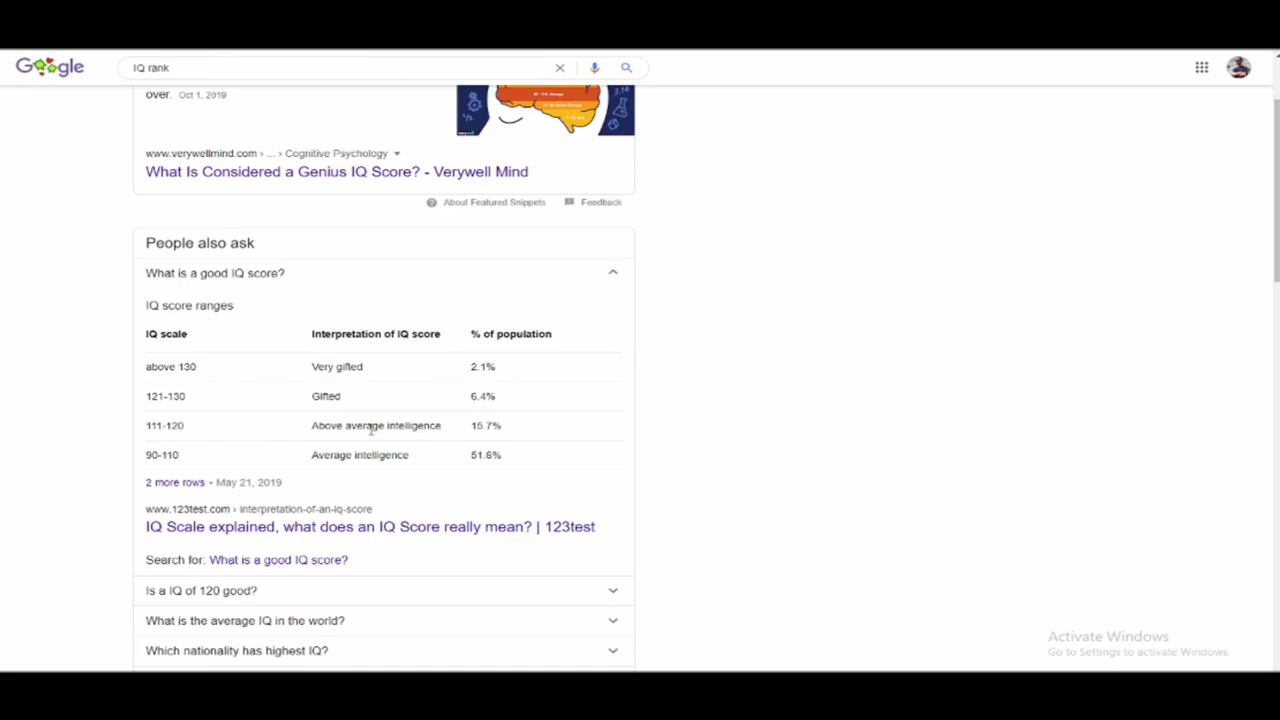 Google
IQ rank
over. Oct 1, 2019
www.verywellmind.com › ... › Cognitive Psychology
What Is Considered a Genius IQ Score? - Verywell Mind
About Featured Snippets Feedback
People also ask
What is a good IQ score?
IQ score ranges
IQ scale Interpretation of IQ score % of population
above 130 Very gifted 2.1%
121-130 Gifted 6.4%
111-120 Above average intelligence 15.7%
90-110 Average intelligence 51.6%
2 more rows • May 21, 2019
www.123test.com › interpretation-of-an-iq-score
IQ Scale explained, what does an IQ Score really mean? | 123test
Search for: What is a good IQ score?
Is a IQ of 120 good?
What is the average IQ in the world?
Which nationality has highest IQ?
Activate Windows
Go to Settings to activate Windows.